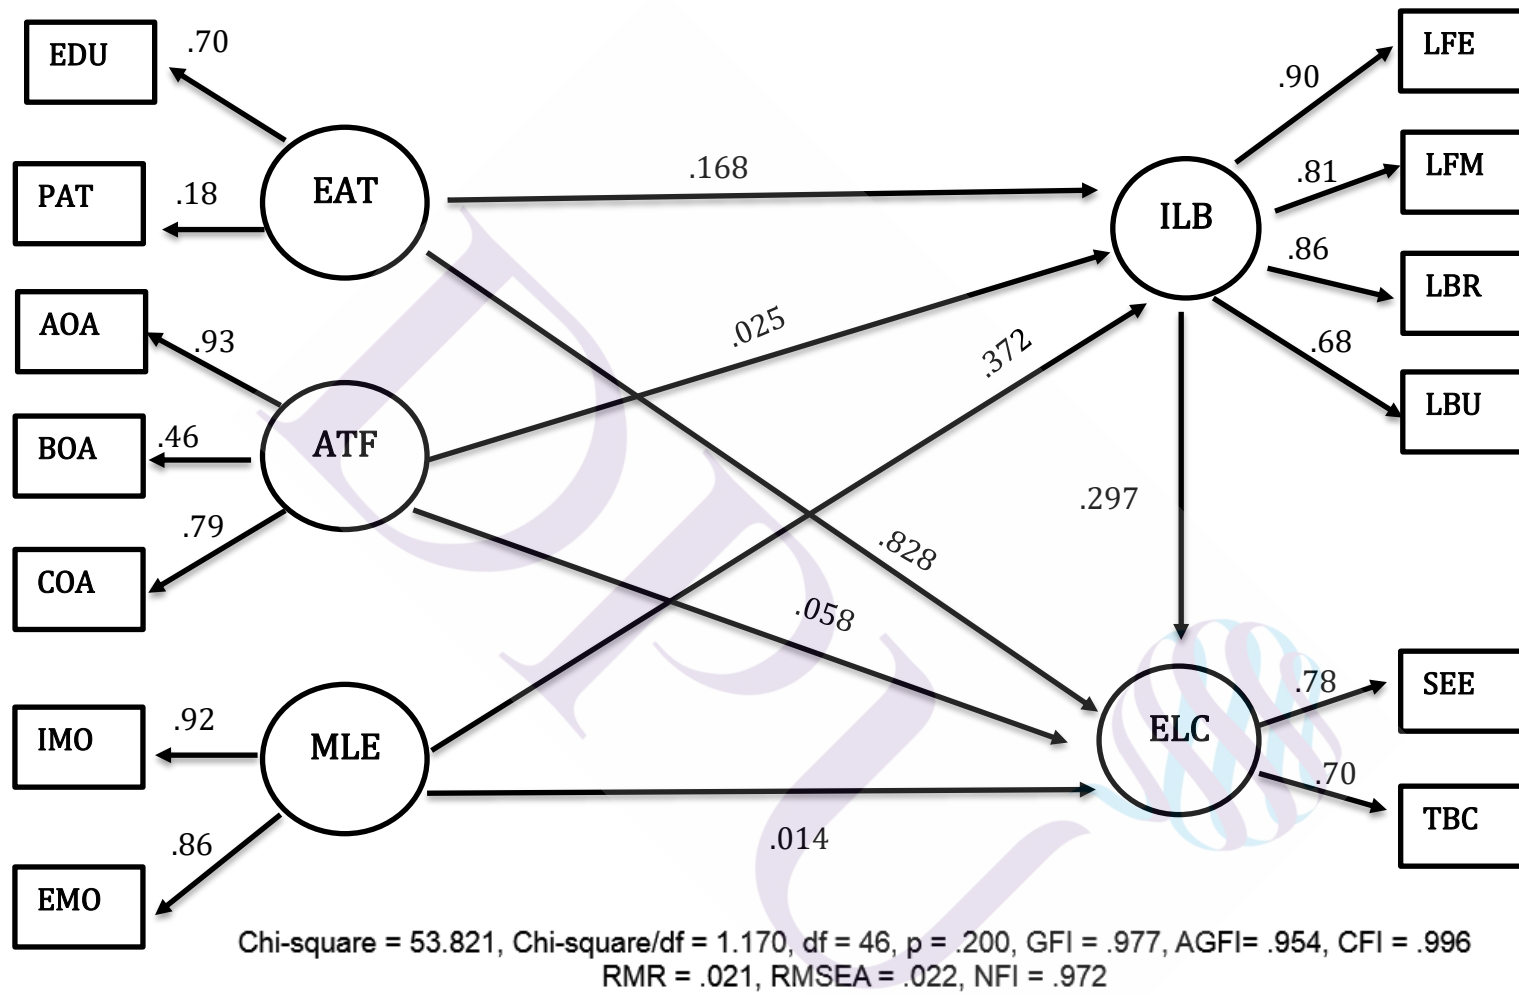 EDU
.70
PAT
.18
EAT
AOA
.93
BOA
.46
ATF
COA
.79
IMO
.92
MLE
EMO
.86
.168
.025
.372
.828
.058
.014
.297
ILB
LFE
.90
LFM
.81
LBR
.86
LBU
.68
ELC
SEE
.78
TBC
.70
DPU
Chi-square = 53.821, Chi-square/df = 1.170, df = 46, p = .200, GFI = .977, AGFI= .954, CFI = .996
RMR = .021, RMSEA = .022, NFI = .972